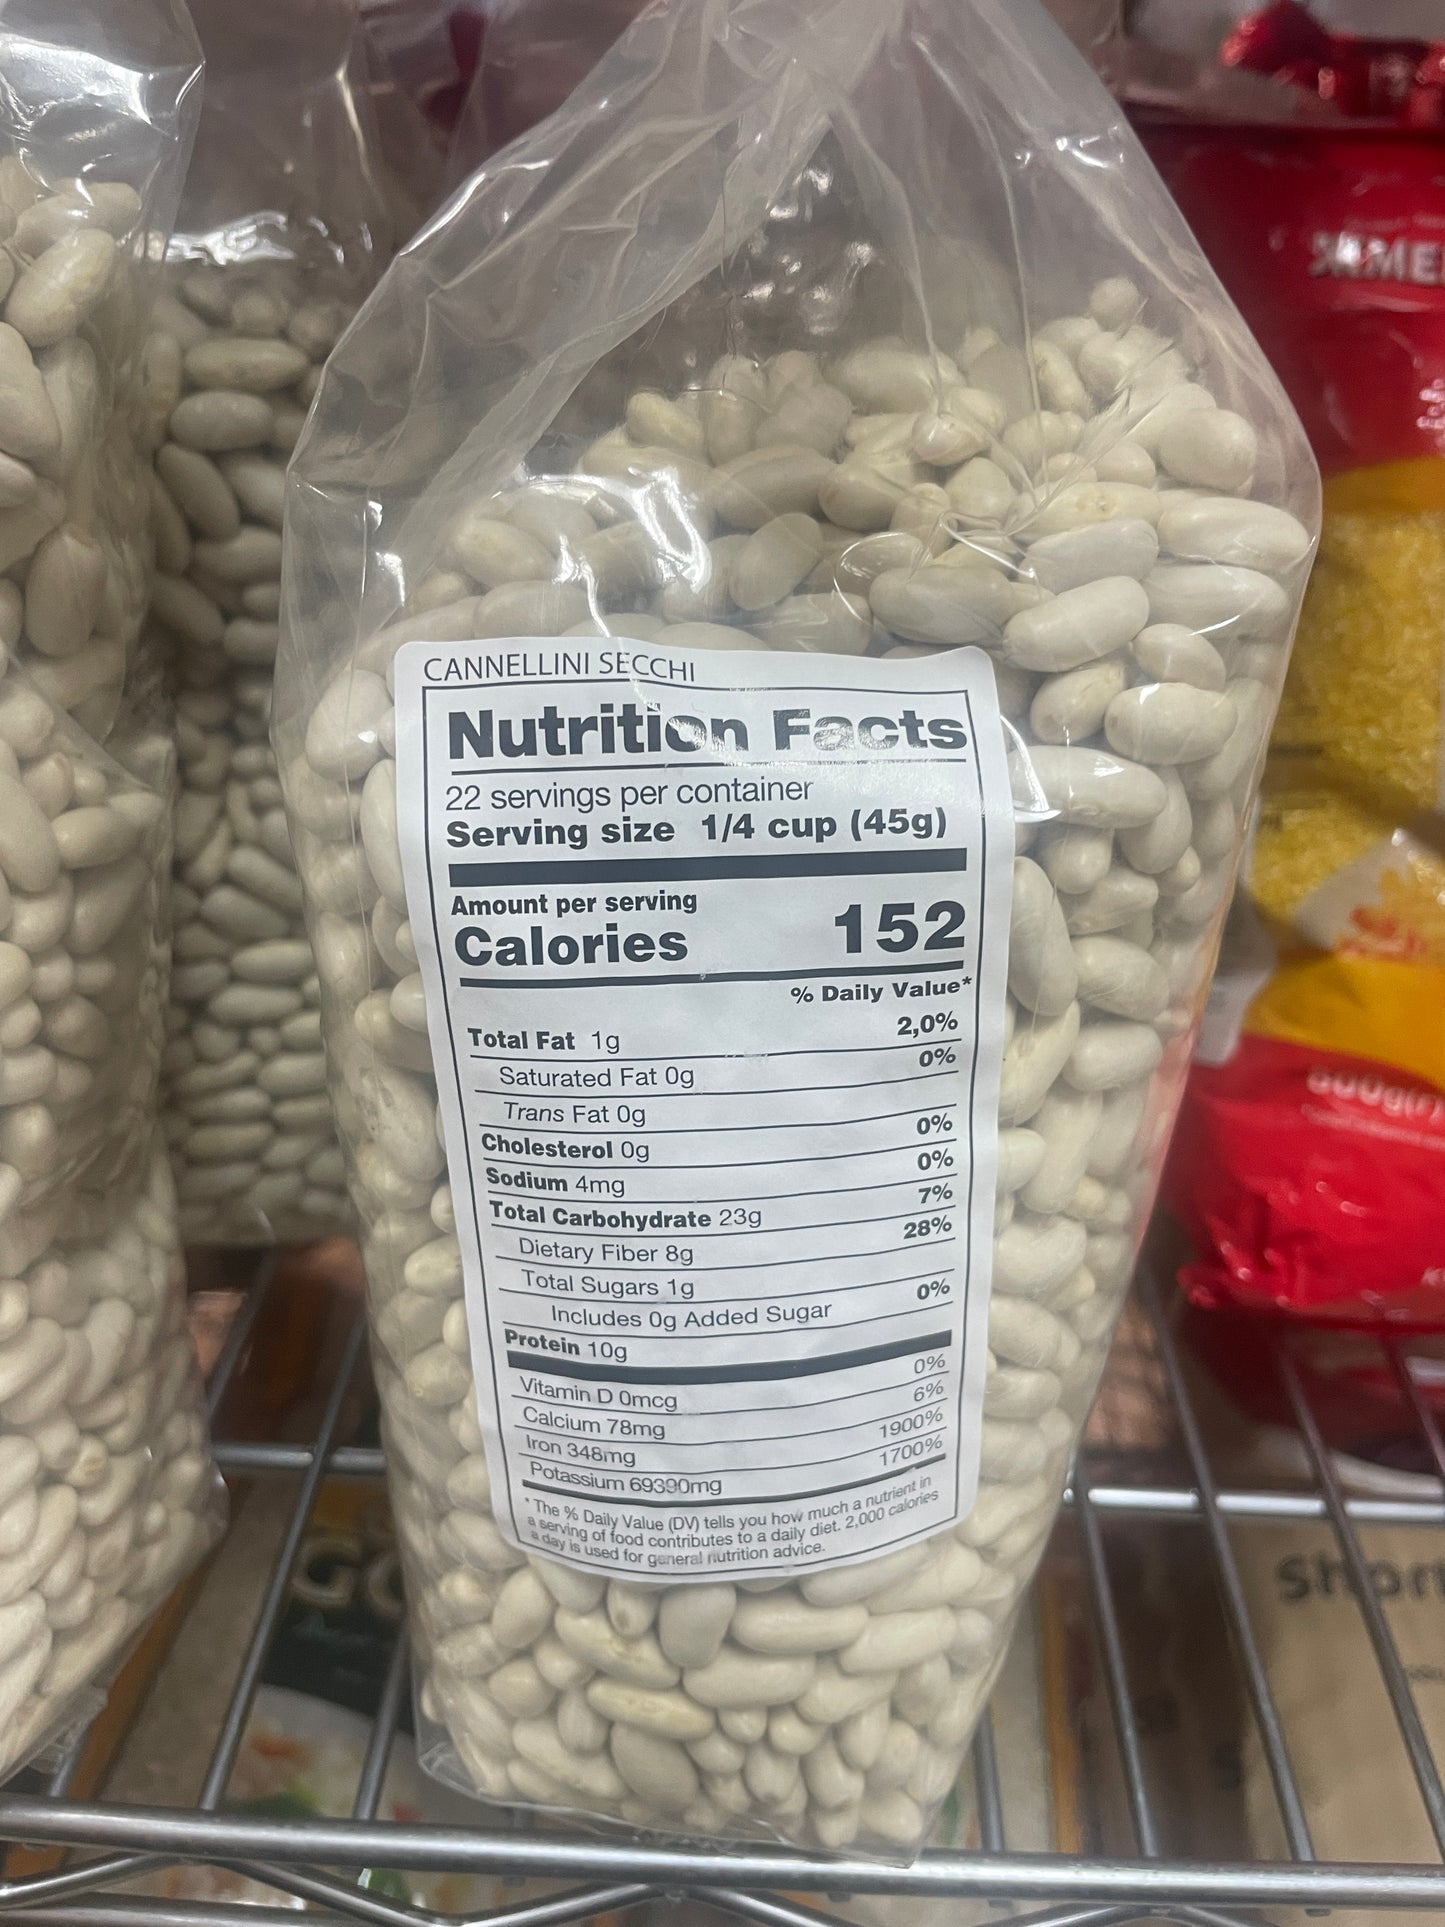 CANNELLINI SECCHI
Nutrition Facts
22 servings per container
Serving size 1/4 cup (45g)
Amount per serving
Calories 152
% Daily Value*
Total Fat 1g 2,0%
Saturated Fat 0g 0%
Trans Fat 0g
Cholesterol 0g 0%
Sodium 4mg 0%
Total Carbohydrate 23g 7%
Dietary Fiber 8g 28%
Total Sugars 1g
Includes 0g Added Sugar 0%
Protein 10g
Vitamin D 0mcg 0%
Calcium 78mg 6%
Iron 348mg 1900%
Potassium 69390mg 1700%
* The % Daily Value (DV) tells you how much a nutrient in
a serving of food contributes to a daily diet. 2,000 calories
a day is used for general nutrition advice.